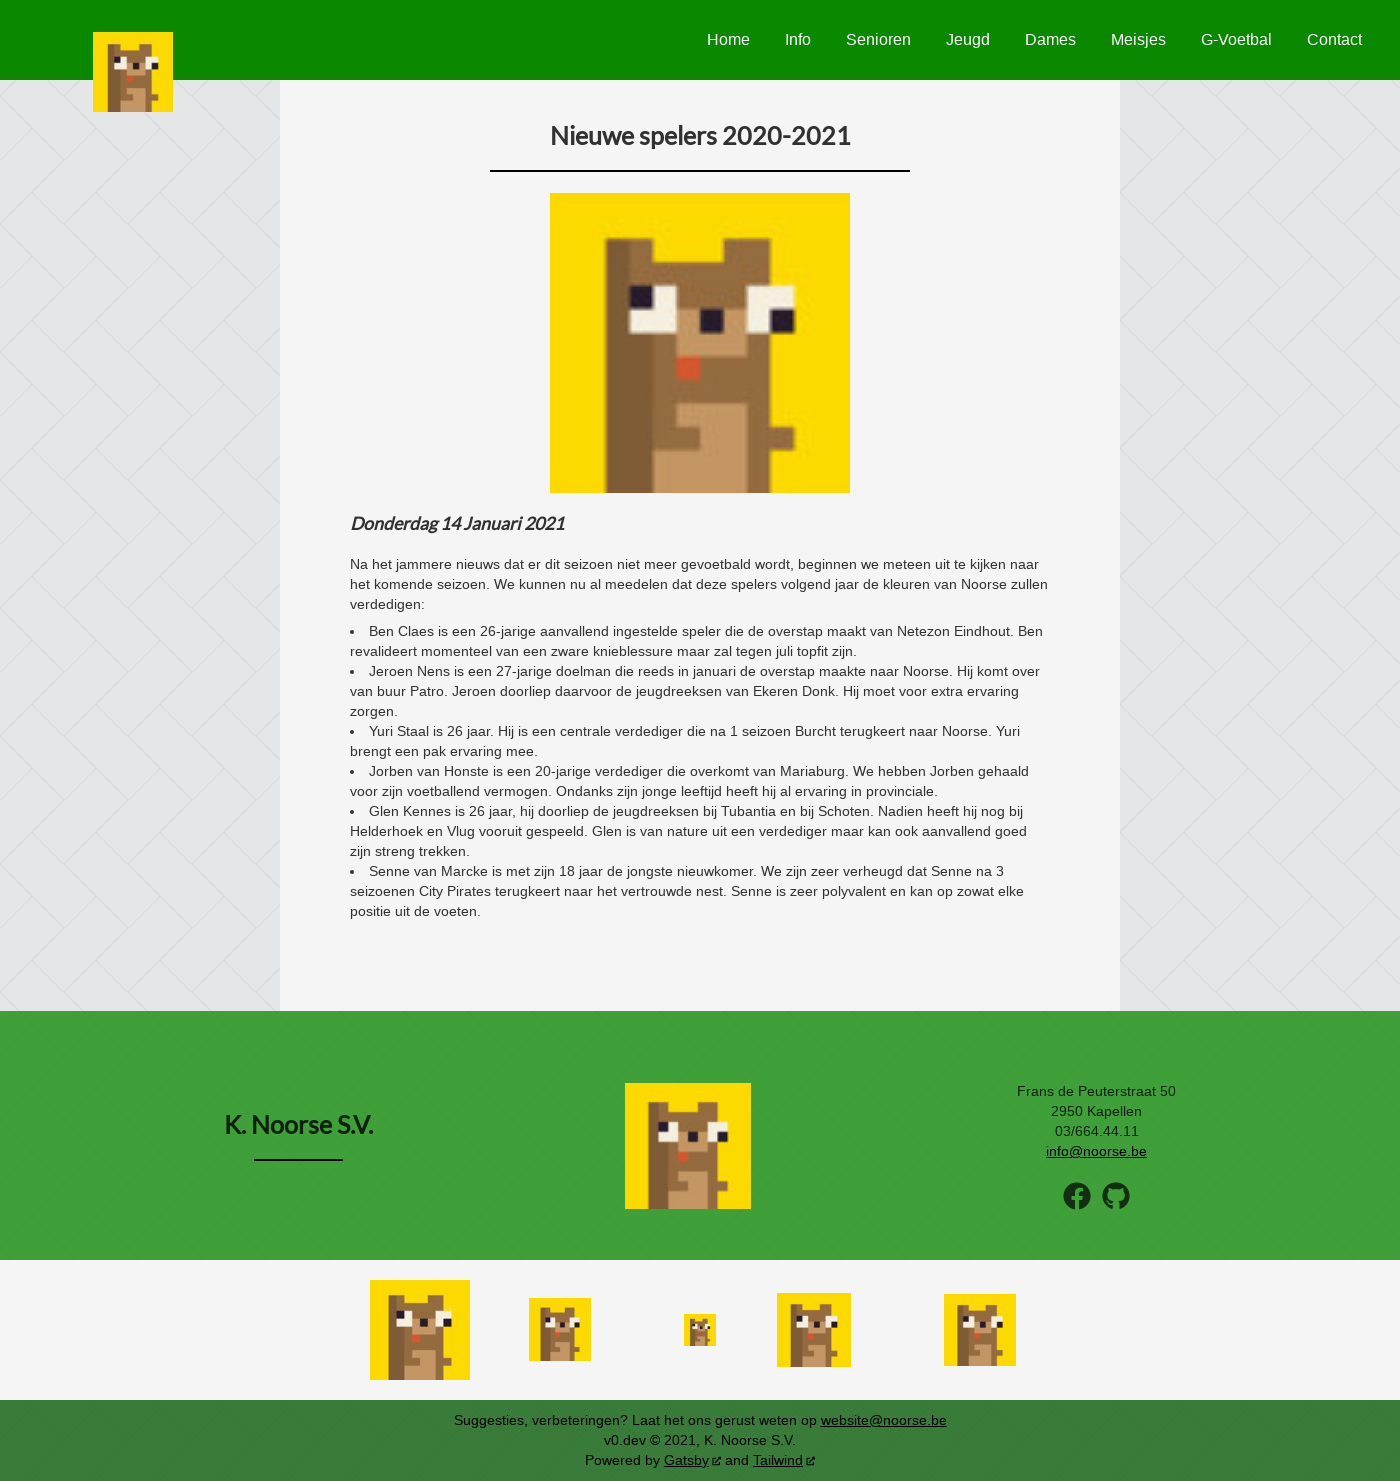 Home Info Senioren Jeugd Dames Meisjes G-Voetbal Contact
Nieuwe spelers 2020-2021
Donderdag 14 Januari 2021
Na het jammere nieuws dat er dit seizoen niet meer gevoetbald wordt, beginnen we meteen uit te kijken naar
het komende seizoen. We kunnen nu al meedelen dat deze spelers volgend jaar de kleuren van Noorse zullen
verdedigen:
• Ben Claes is een 26-jarige aanvallend ingestelde speler die de overstap maakt van Netezon Eindhout. Ben
revalideert momenteel van een zware knieblessure maar zal tegen juli topfit zijn.
• Jeroen Nens is een 27-jarige doelman die reeds in januari de overstap maakte naar Noorse. Hij komt over
van buur Patro. Jeroen doorliep daarvoor de jeugdreeksen van Ekeren Donk. Hij moet voor extra ervaring
zorgen.
• Yuri Staal is 26 jaar. Hij is een centrale verdediger die na 1 seizoen Burcht terugkeert naar Noorse. Yuri
brengt een pak ervaring mee.
• Jorben van Honste is een 20-jarige verdediger die overkomt van Mariaburg. We hebben Jorben gehaald
voor zijn voetballend vermogen. Ondanks zijn jonge leeftijd heeft hij al ervaring in provinciale.
• Glen Kennes is 26 jaar, hij doorliep de jeugdreeksen bij Tubantia en bij Schoten. Nadien heeft hij nog bij
Helderhoek en Vlug vooruit gespeeld. Glen is van nature uit een verdediger maar kan ook aanvallend goed
zijn streng trekken.
• Senne van Marcke is met zijn 18 jaar de jongste nieuwkomer. We zijn zeer verheugd dat Senne na 3
seizoenen City Pirates terugkeert naar het vertrouwde nest. Senne is zeer polyvalent en kan op zowat elke
positie uit de voeten.
K. Noorse S.V.
Frans de Peuterstraat 50
2950 Kapellen
03/664.44.11
info@noorse.be
Suggesties, verbeteringen? Laat het ons gerust weten op website@noorse.be
v0.dev © 2021, K. Noorse S.V.
Powered by Gatsby and Tailwind